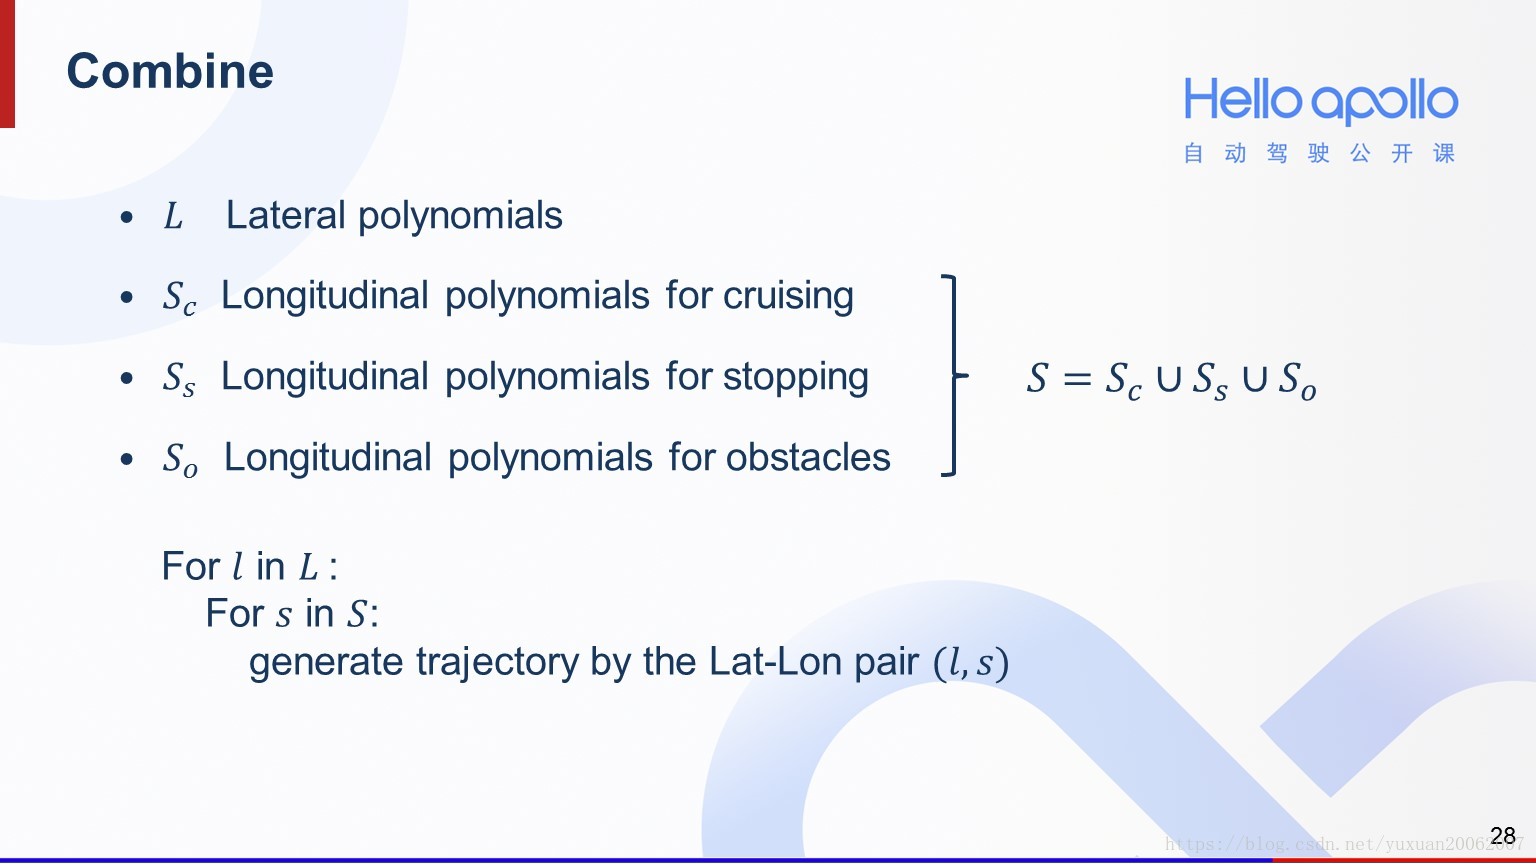 Combine
Hello apollo
自动驾驶公开课
• L Lateral polynomials
• S_c Longitudinal polynomials for cruising
• S_s Longitudinal polynomials for stopping
• S_o Longitudinal polynomials for obstacles
S = S_c ∪ S_s ∪ S_o
For l in L :
For s in S:
generate trajectory by the Lat-Lon pair (l, s)
https://blog.csdn.net/yuxuan20062007
28